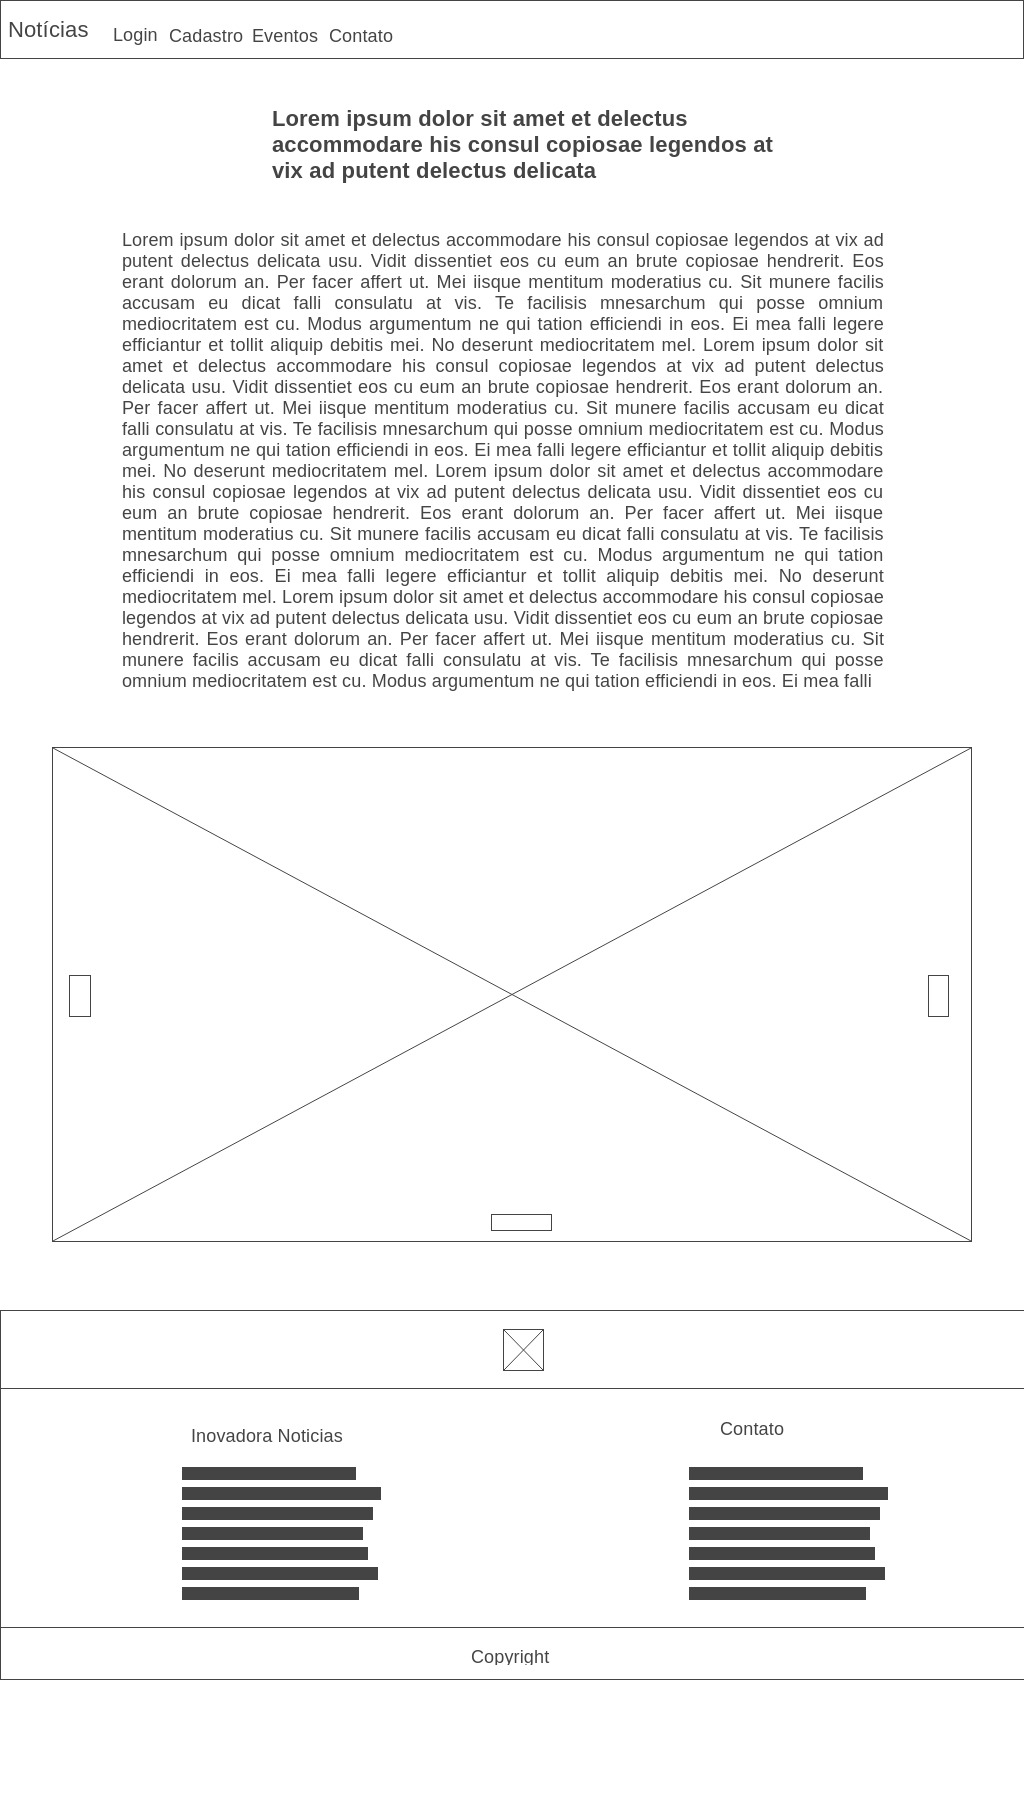 Notícias Login Cadastro Eventos Contato
Lorem ipsum dolor sit amet et delectus
accommodare his consul copiosae legendos at
vix ad putent delectus delicata
Lorem ipsum dolor sit amet et delectus accommodare his consul copiosae legendos at vix ad
putent delectus delicata usu. Vidit dissentiet eos cu eum an brute copiosae hendrerit. Eos
erant dolorum an. Per facer affert ut. Mei iisque mentitum moderatius cu. Sit munere facilis
accusam eu dicat falli consulatu at vis. Te facilisis mnesarchum qui posse omnium
mediocritatem est cu. Modus argumentum ne qui tation efficiendi in eos. Ei mea falli legere
efficiantur et tollit aliquip debitis mei. No deserunt mediocritatem mel. Lorem ipsum dolor sit
amet et delectus accommodare his consul copiosae legendos at vix ad putent delectus
delicata usu. Vidit dissentiet eos cu eum an brute copiosae hendrerit. Eos erant dolorum an.
Per facer affert ut. Mei iisque mentitum moderatius cu. Sit munere facilis accusam eu dicat
falli consulatu at vis. Te facilisis mnesarchum qui posse omnium mediocritatem est cu. Modus
argumentum ne qui tation efficiendi in eos. Ei mea falli legere efficiantur et tollit aliquip debitis
mei. No deserunt mediocritatem mel. Lorem ipsum dolor sit amet et delectus accommodare
his consul copiosae legendos at vix ad putent delectus delicata usu. Vidit dissentiet eos cu
eum an brute copiosae hendrerit. Eos erant dolorum an. Per facer affert ut. Mei iisque
mentitum moderatius cu. Sit munere facilis accusam eu dicat falli consulatu at vis. Te facilisis
mnesarchum qui posse omnium mediocritatem est cu. Modus argumentum ne qui tation
efficiendi in eos. Ei mea falli legere efficiantur et tollit aliquip debitis mei. No deserunt
mediocritatem mel. Lorem ipsum dolor sit amet et delectus accommodare his consul copiosae
legendos at vix ad putent delectus delicata usu. Vidit dissentiet eos cu eum an brute copiosae
hendrerit. Eos erant dolorum an. Per facer affert ut. Mei iisque mentitum moderatius cu. Sit
munere facilis accusam eu dicat falli consulatu at vis. Te facilisis mnesarchum qui posse
omnium mediocritatem est cu. Modus argumentum ne qui tation efficiendi in eos. Ei mea falli
Inovadora Noticias
Contato
Copyright